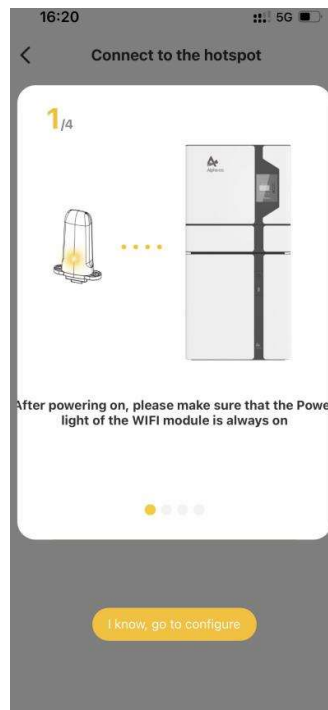 16:20
5G
Connect to the hotspot
1/4
After powering on, please make sure that the Powe
light of the WIFI module is always on
I know, go to configure